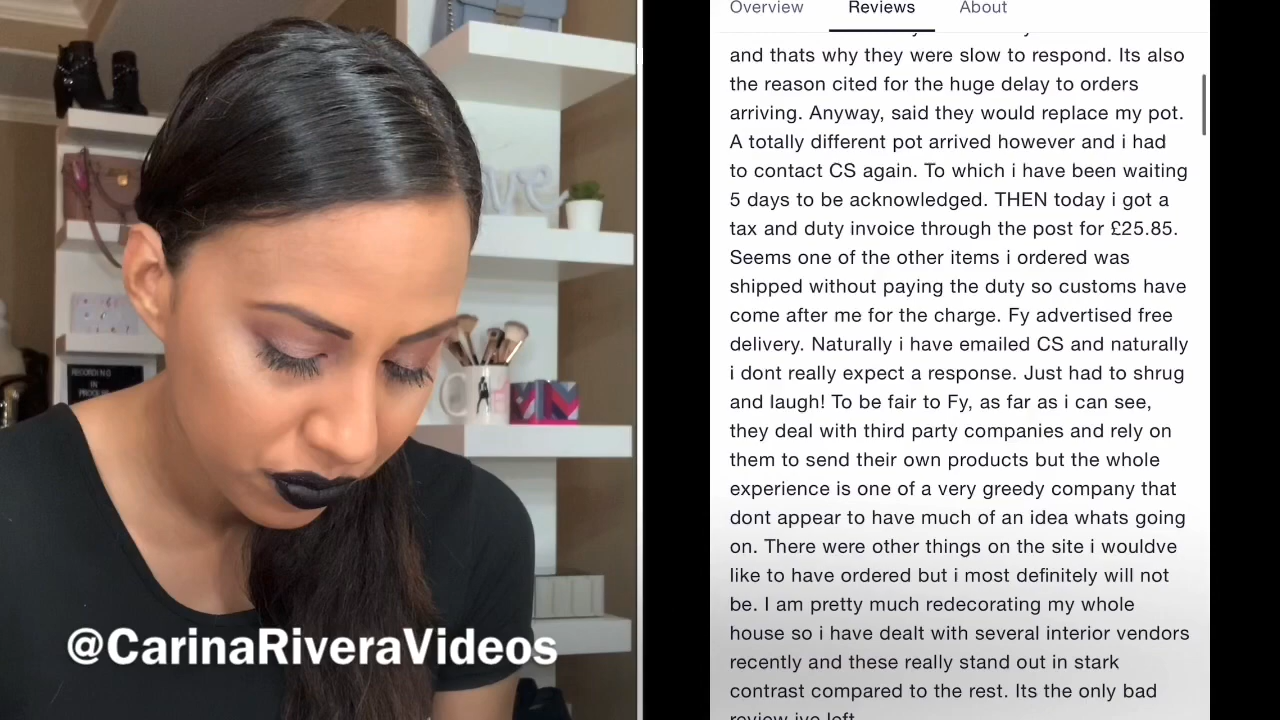 RECORDING
IN
@CarinaRiveraVideos
Overview Reviews About
and thats why they were slow to respond. Its also
the reason cited for the huge delay to orders
arriving. Anyway, said they would replace my pot.
A totally different pot arrived however and i had
to contact CS again. To which i have been waiting
5 days to be acknowledged. THEN today i got a
tax and duty invoice through the post for £25.85.
Seems one of the other items i ordered was
shipped without paying the duty so customs have
come after me for the charge. Fy advertised free
delivery. Naturally i have emailed CS and naturally
i dont really expect a response. Just had to shrug
and laugh! To be fair to Fy, as far as i can see,
they deal with third party companies and rely on
them to send their own products but the whole
experience is one of a very greedy company that
dont appear to have much of an idea whats going
on. There were other things on the site i wouldve
like to have ordered but i most definitely will not
be. I am pretty much redecorating my whole
house so i have dealt with several interior vendors
recently and these really stand out in stark
contrast compared to the rest. Its the only bad
review ive left